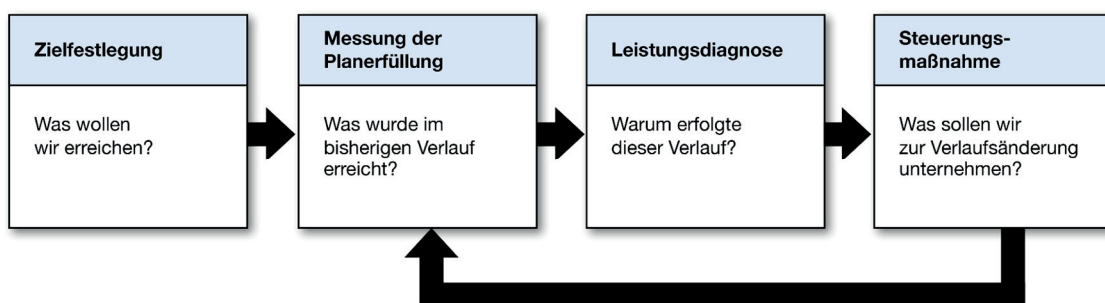 Zielfestlegung
Was wollen
wir erreichen?
Messung der
Planerfüllung
Was wurde im
bisherigen Verlauf
erreicht?
Leistungsdiagnose
Warum erfolgte
dieser Verlauf?
Steuerungs-
maßnahme
Was sollen wir
zur Verlaufsänderung
unternehmen?